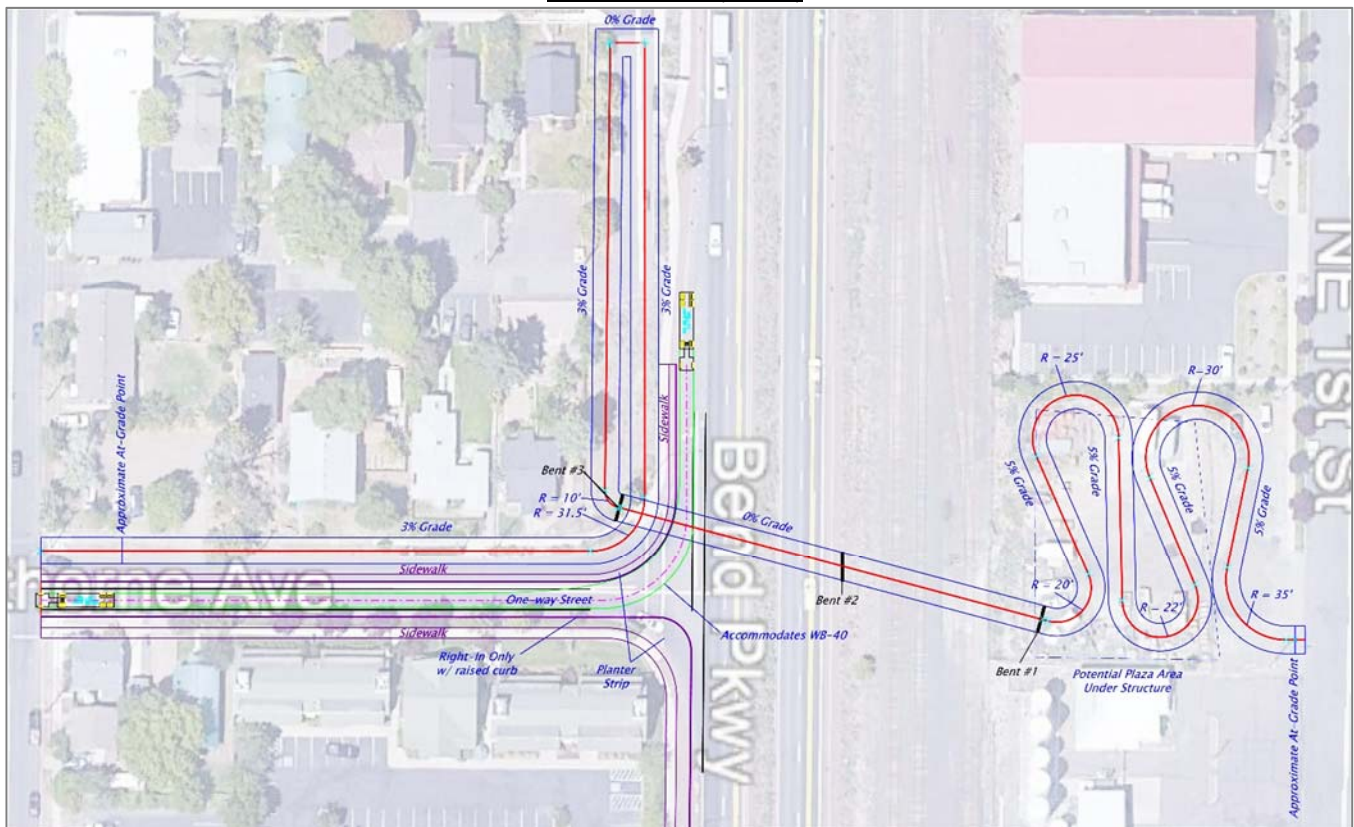 0% Grade
3% Grade
3% Grade
Sidewalk
Approximate At-Grade Point
Bent #3
R = 10'
R = 31.5'
3% Grade
Sidewalk
thorne Ave.
One-way Street
Sidewalk
Right-In Only
w/ raised curb
Planter
Strip
Accommodates WB-40
Bend Pkwy
0% Grade
Bent #2
Bent #1
R - 25'
R-30'
5% Grade
5% Grade
5% Grade
5% Grade
R - 20'
R - 22'
R = 35'
Potential Plaza Area
Under Structure
Approximate At-Grade Point
NE 1st St